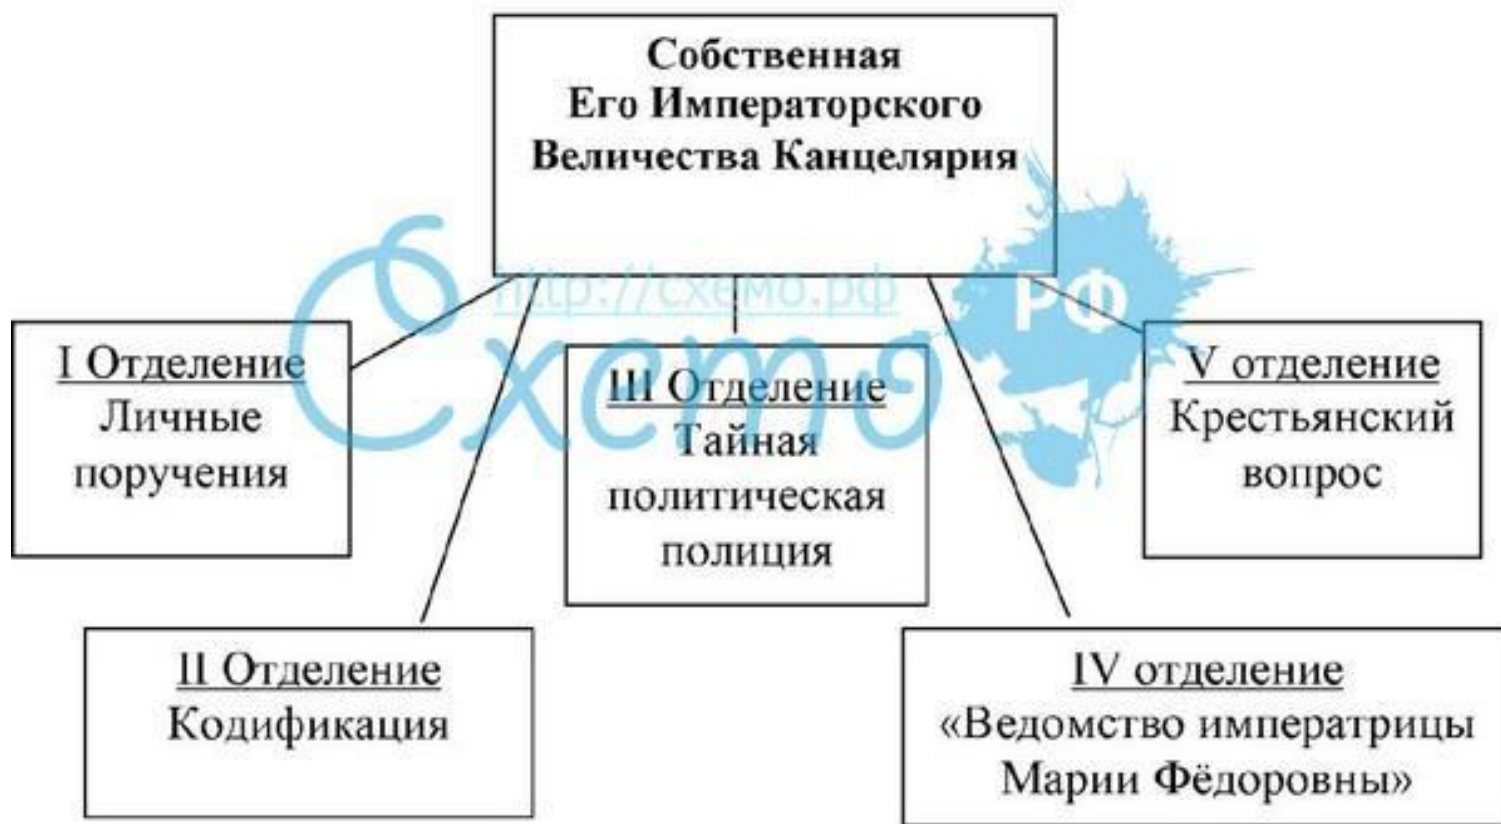 Собственная
Его Императорского
Величества Канцелярия
http://схемо.рф
Схемо
РФ
I Отделение
Личные
поручения
III Отделение
Тайная
политическая
полиция
V отделение
Крестьянский
вопрос
II Отделение
Кодификация
IV отделение
«Ведомство императрицы
Марии Фёдоровны»